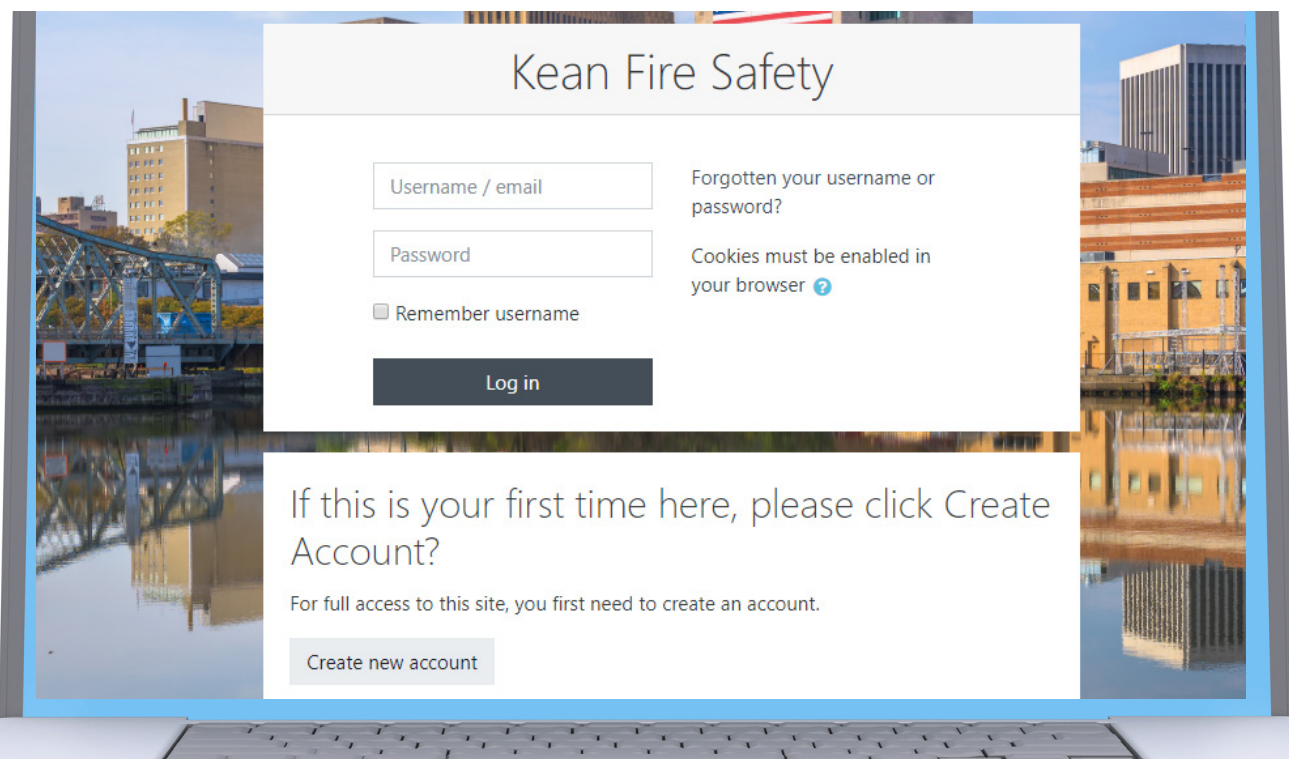 Kean Fire Safety
Username / email
Password
Remember username
Log in
Forgotten your username or
password?
Cookies must be enabled in
your browser
If this is your first time here, please click Create
Account?
For full access to this site, you first need to create an account.
Create new account